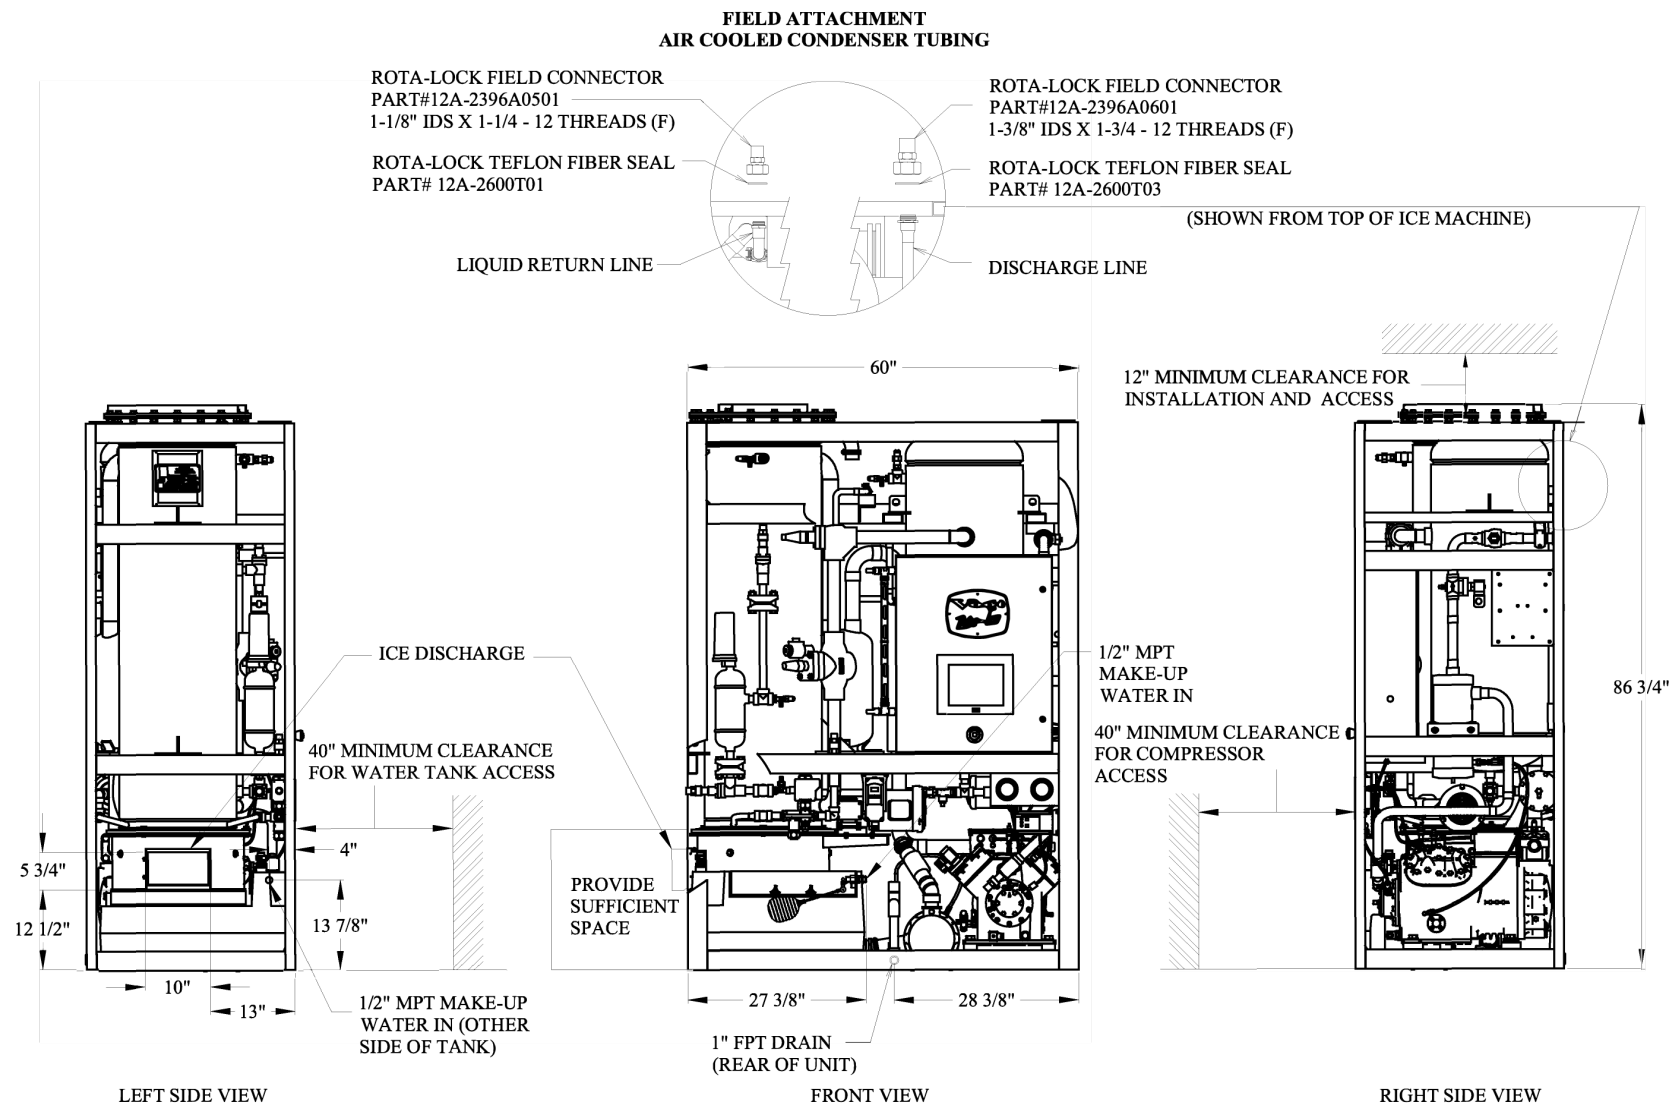 FIELD ATTACHMENT
AIR COOLED CONDENSER TUBING
ROTA-LOCK FIELD CONNECTOR
PART#12A-2396A0501
1-1/8" IDS X 1-1/4 - 12 THREADS (F)
ROTA-LOCK TEFLON FIBER SEAL
PART# 12A-2600T01
LIQUID RETURN LINE
ROTA-LOCK FIELD CONNECTOR
PART#12A-2396A0601
1-3/8" IDS X 1-3/4 - 12 THREADS (F)
ROTA-LOCK TEFLON FIBER SEAL
PART# 12A-2600T03
(SHOWN FROM TOP OF ICE MACHINE)
DISCHARGE LINE
60"
12" MINIMUM CLEARANCE FOR
INSTALLATION AND ACCESS
86 3/4"
ICE DISCHARGE
1/2" MPT
MAKE-UP
WATER IN
40" MINIMUM CLEARANCE
FOR WATER TANK ACCESS
40" MINIMUM CLEARANCE
FOR COMPRESSOR
ACCESS
4"
5 3/4"
12 1/2"
13 7/8"
PROVIDE
SUFFICIENT
SPACE
10"
13"
27 3/8"
28 3/8"
1/2" MPT MAKE-UP
WATER IN (OTHER
SIDE OF TANK)
1" FPT DRAIN
(REAR OF UNIT)
LEFT SIDE VIEW
FRONT VIEW
RIGHT SIDE VIEW